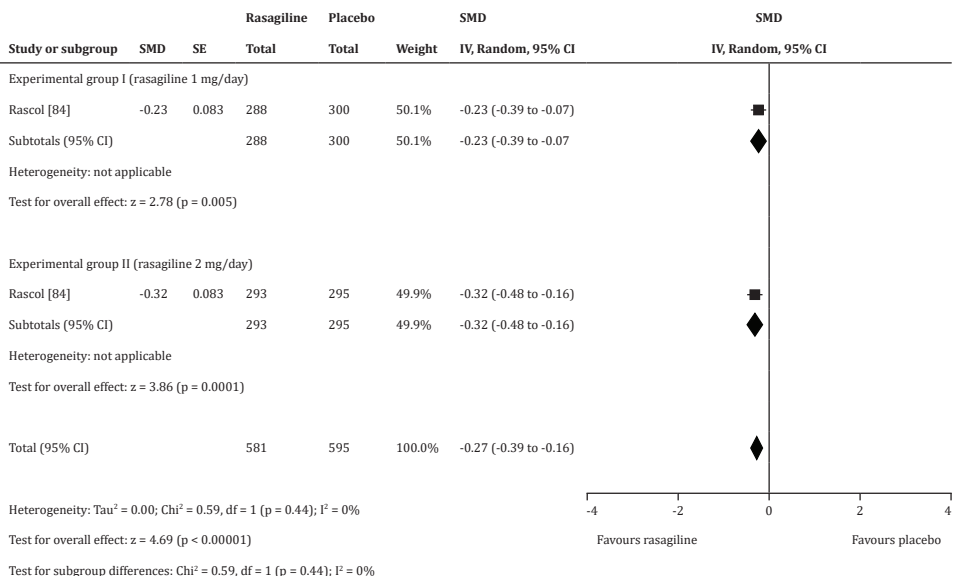 Rasagiline Placebo SMD SMD
Study or subgroup SMD SE Total Total Weight IV, Random, 95% CI IV, Random, 95% CI
Experimental group I (rasagiline 1 mg/day)
Rascol [84] -0.23 0.083 288 300 50.1% -0.23 (-0.39 to -0.07)
Subtotals (95% CI) 288 300 50.1% -0.23 (-0.39 to -0.07
Heterogeneity: not applicable
Test for overall effect: z = 2.78 (p = 0.005)
Experimental group II (rasagiline 2 mg/day)
Rascol [84] -0.32 0.083 293 295 49.9% -0.32 (-0.48 to -0.16)
Subtotals (95% CI) 293 295 49.9% -0.32 (-0.48 to -0.16)
Heterogeneity: not applicable
Test for overall effect: z = 3.86 (p = 0.0001)
Total (95% CI) 581 595 100.0% -0.27 (-0.39 to -0.16)
Heterogeneity: Tau² = 0.00; Chi² = 0.59, df = 1 (p = 0.44); I² = 0% -4 -2 0 2 4
Test for overall effect: z = 4.69 (p < 0.00001) Favours rasagiline Favours placebo
Test for subgroup differences: Chi² = 0.59, df = 1 (p = 0.44); I² = 0%